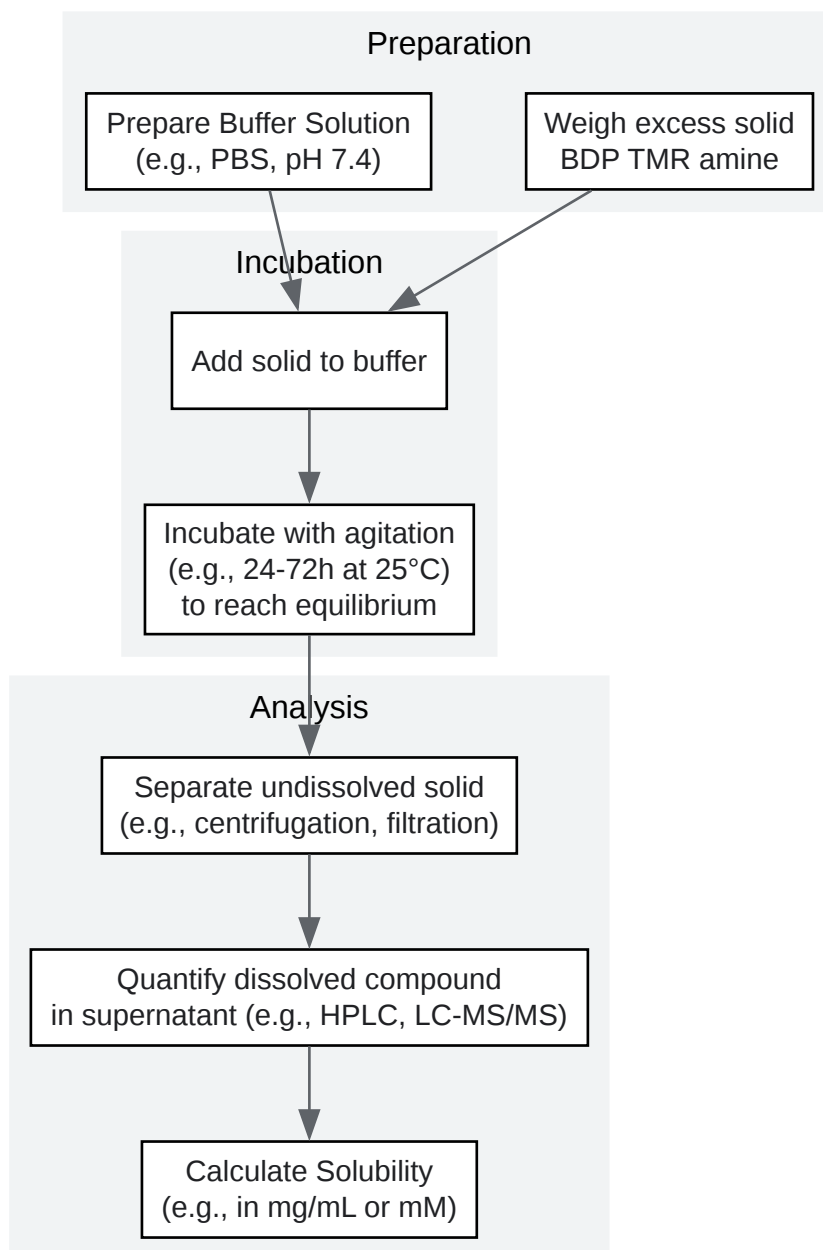 Preparation
Prepare Buffer Solution
(e.g., PBS, pH 7.4)
Weigh excess solid
BDP TMR amine
Incubation
Add solid to buffer
Incubate with agitation
(e.g., 24-72h at 25°C)
to reach equilibrium
Analysis
Separate undissolved solid
(e.g., centrifugation, filtration)
Quantify dissolved compound
in supernatant (e.g., HPLC, LC-MS/MS)
Calculate Solubility
(e.g., in mg/mL or mM)